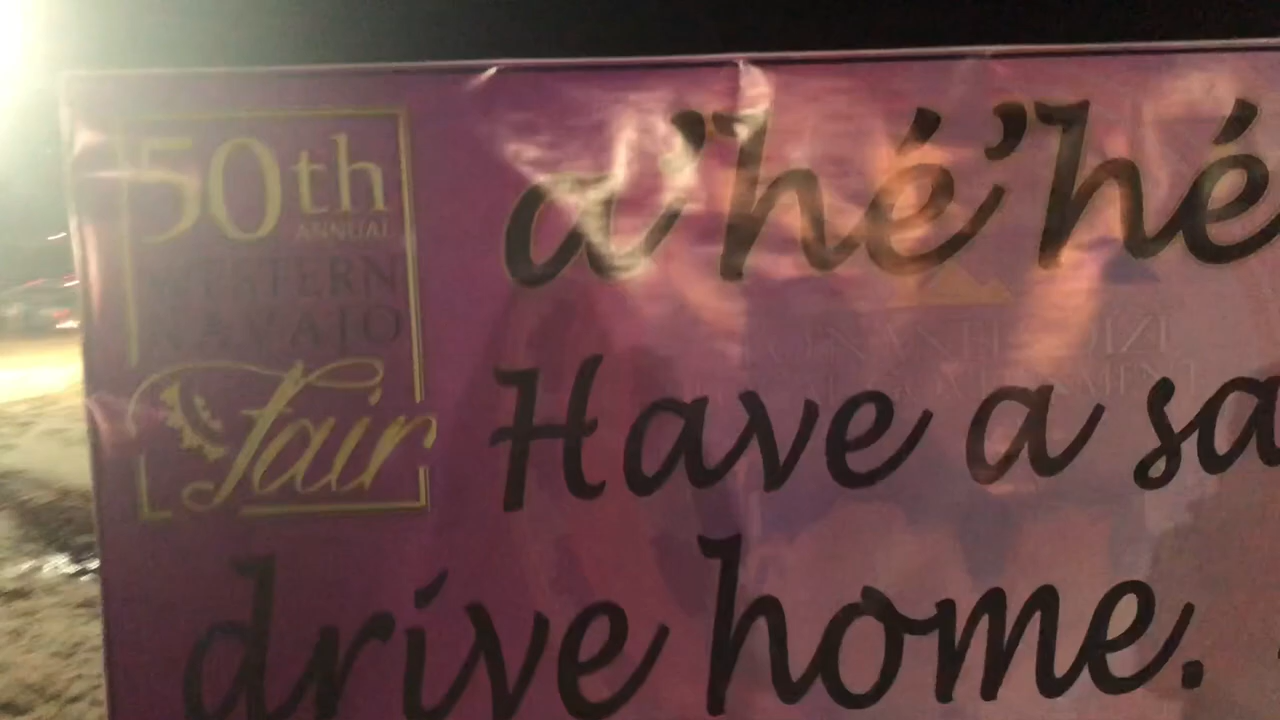 50th
ANNUAL
WESTERN
NAVAJO
Fair
a'hé'hé
Have a sa
drive home.